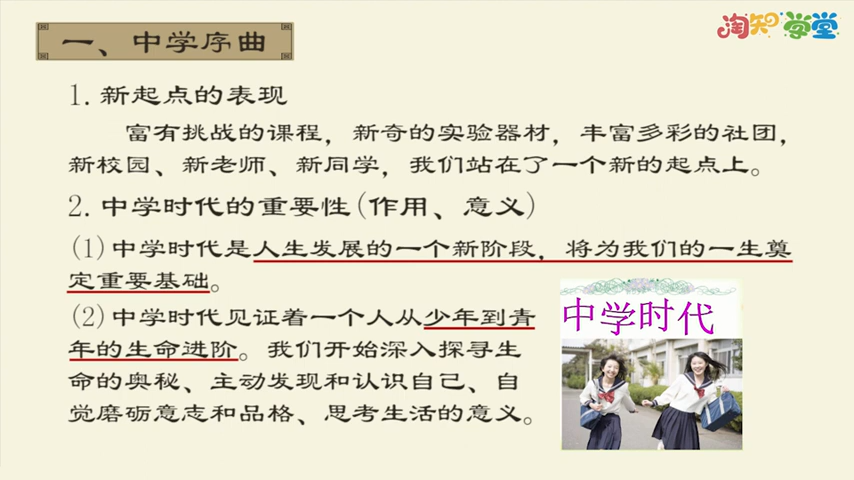 一、中学序曲
淘知学堂
1.新起点的表现
富有挑战的课程，新奇的实验器材，丰富多彩的社团，
新校园、新老师、新同学，我们站在了一个新的起点上。
2.中学时代的重要性(作用、意义)
(1)中学时代是人生发展的一个新阶段，将为我们的一生奠
定重要基础。
(2)中学时代见证着一个人从少年到青
年的生命进阶。我们开始深入探寻生
命的奥秘、主动发现和认识自己、自
觉磨砺意志和品格、思考生活的意义。
中学时代